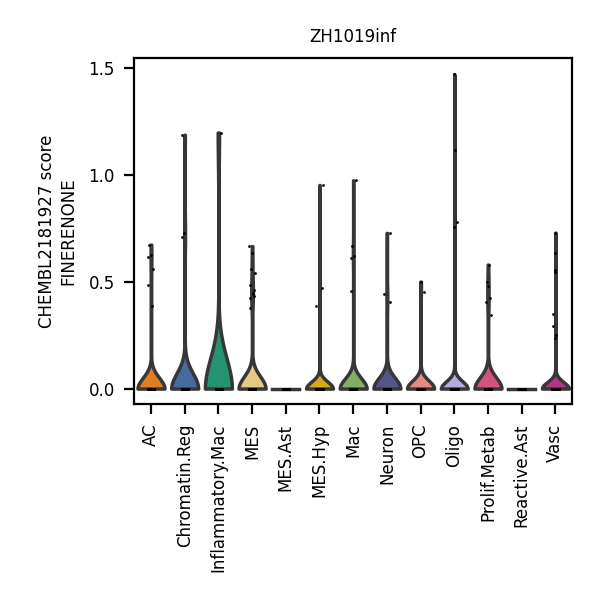 ZH1019inf
CHEMBL2181927 score
FINERENONE
1.5
1.0
0.5
0.0
AC
Chromatin.Reg
Inflammatory.Mac
MES
MES.Ast
MES.Hyp
Mac
Neuron
OPC
Oligo
Prolif.Metab
Reactive.Ast
Vasc